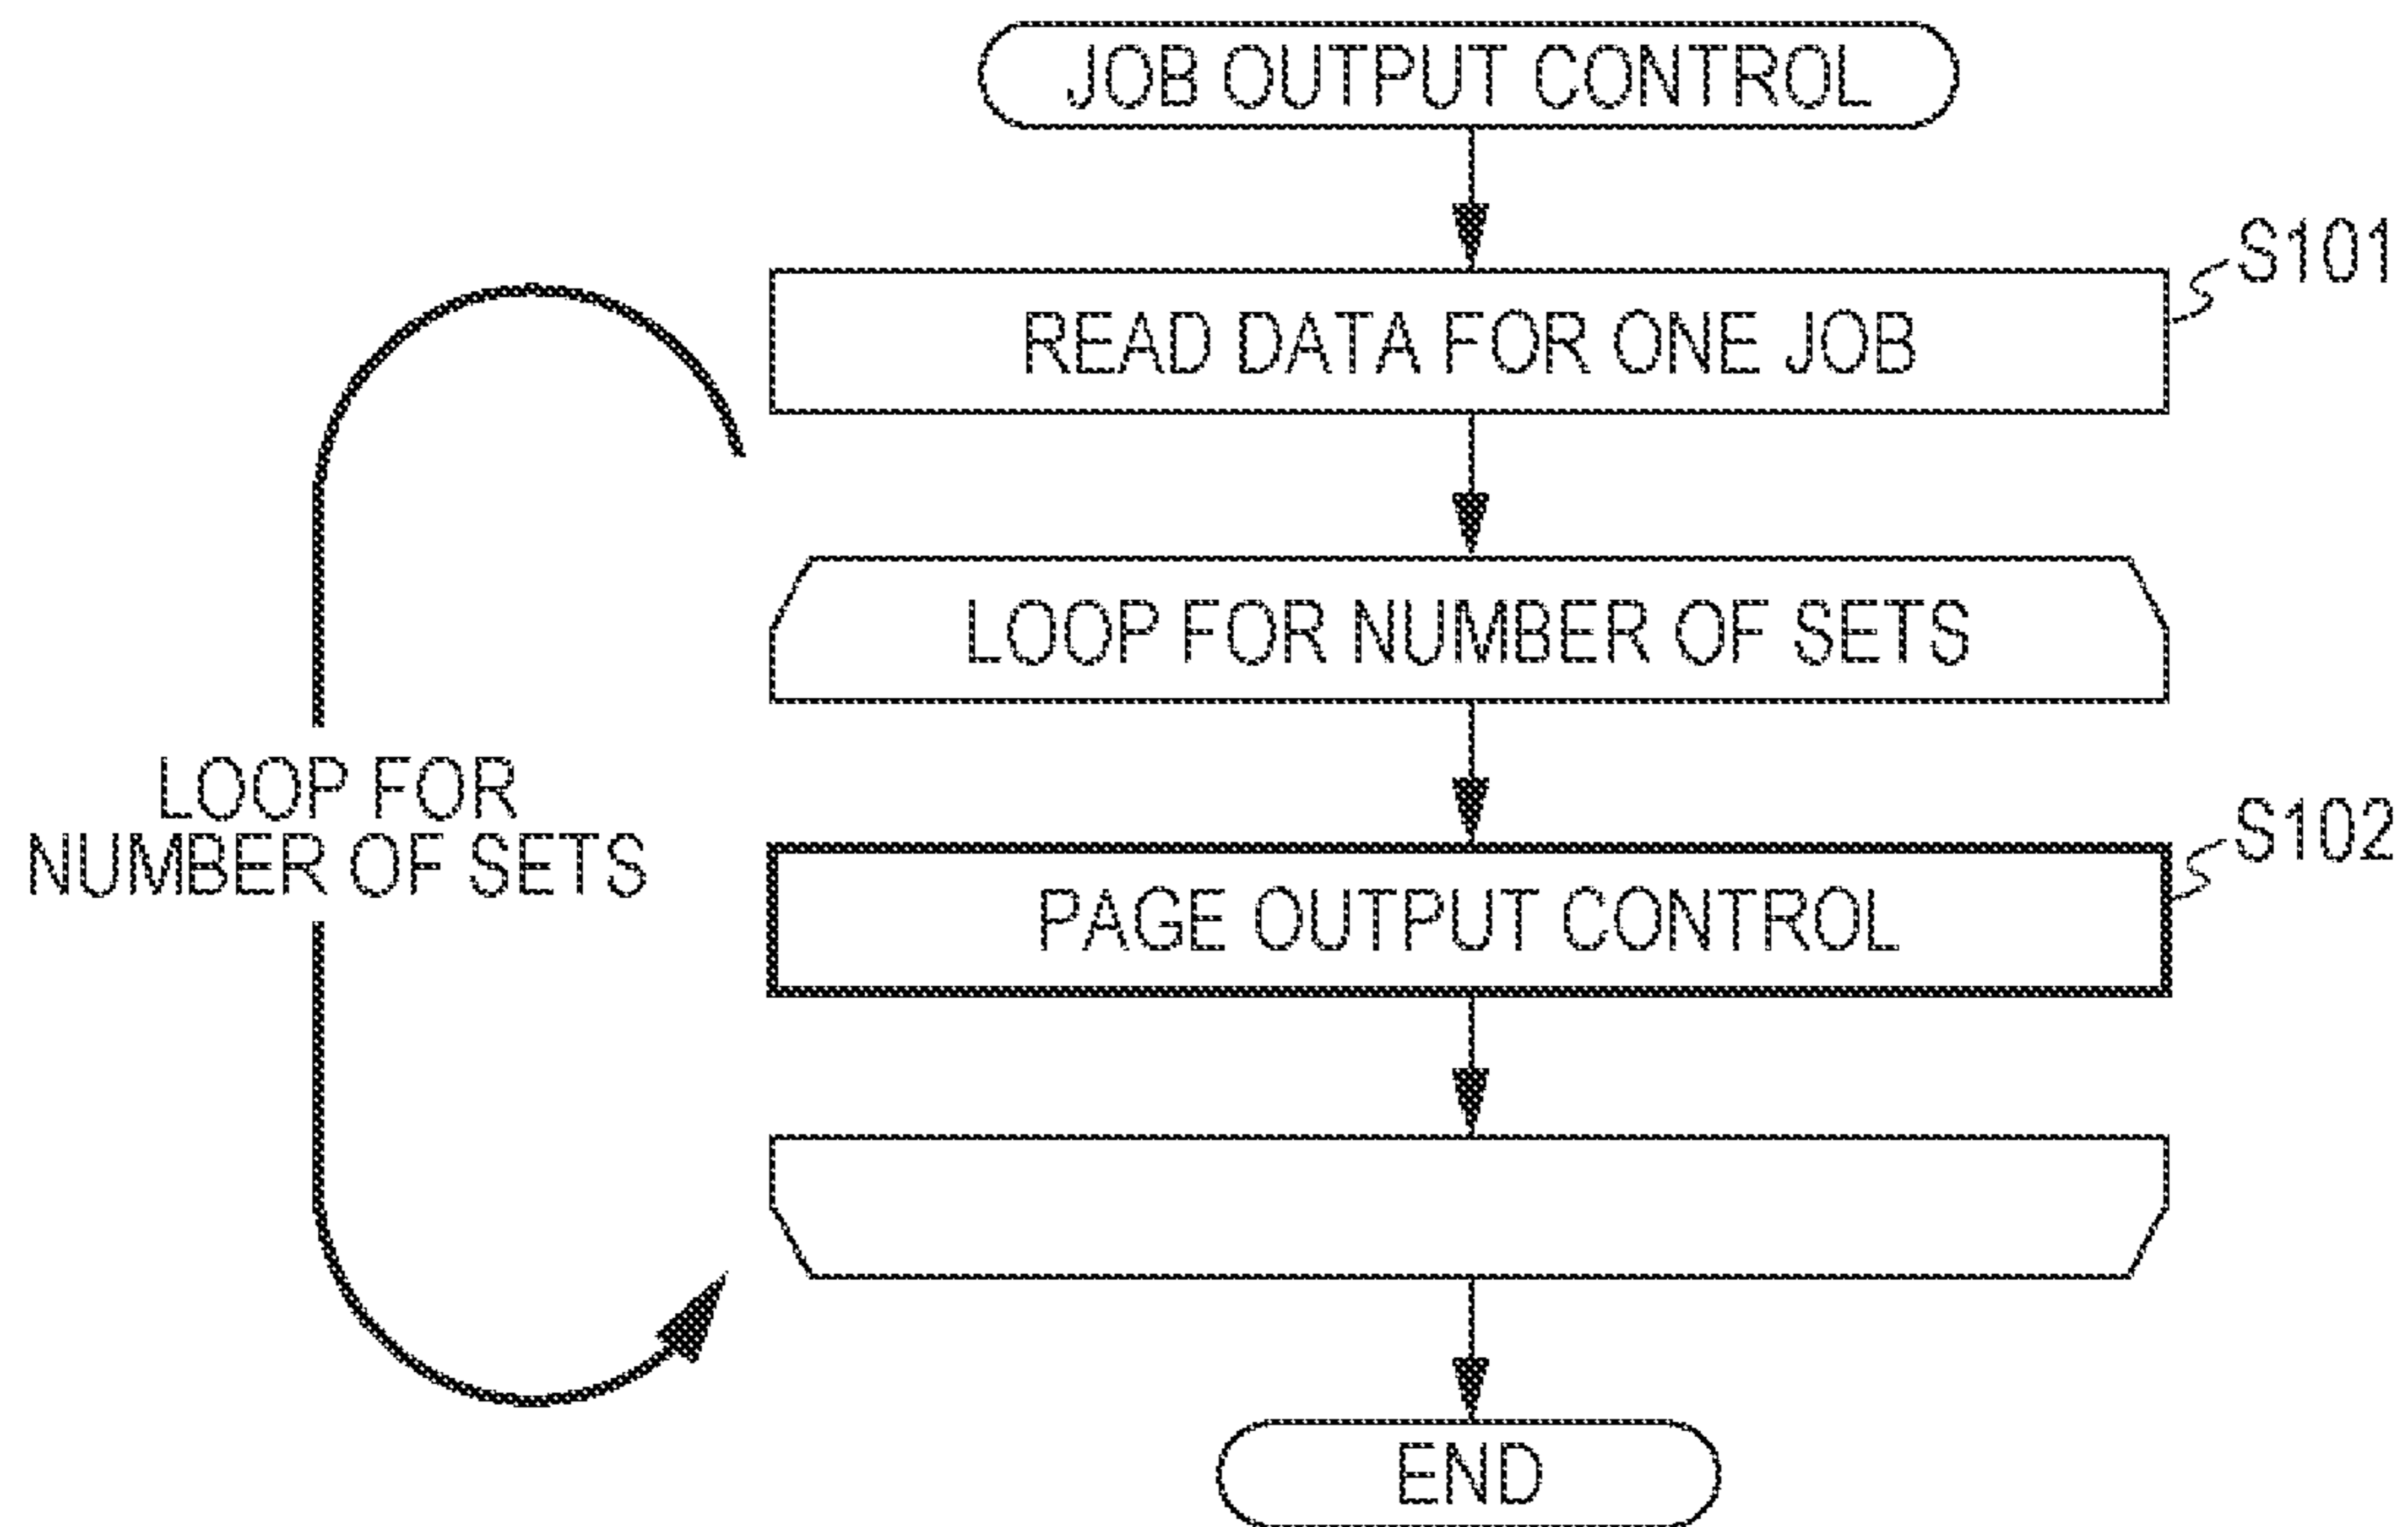 JOB OUTPUT CONTROL
S101
READ DATA FOR ONE JOB
LOOP FOR NUMBER OF SETS
LOOP FOR
NUMBER OF SETS
S102
PAGE OUTPUT CONTROL
END